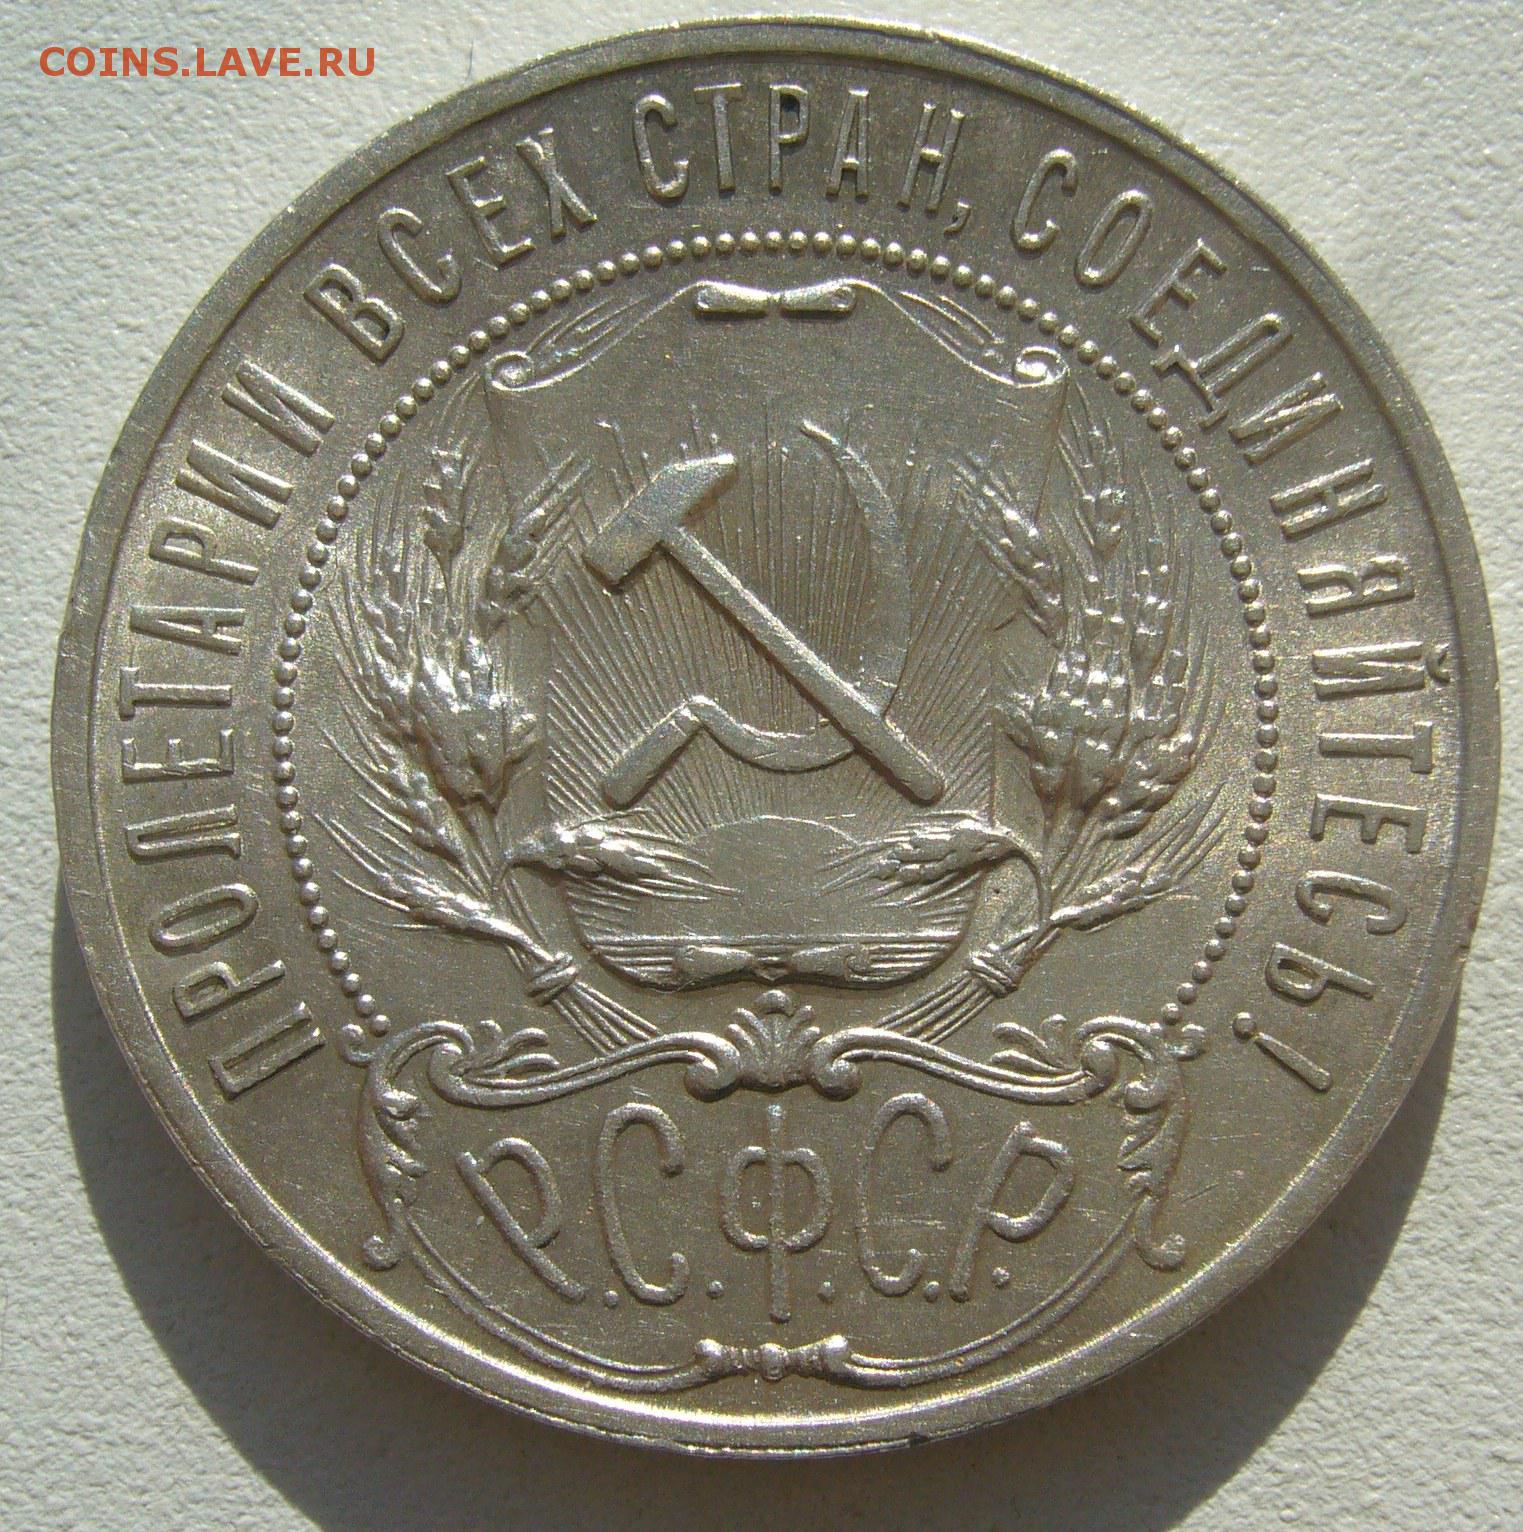 COINS.LAVE.RU
ПРОЛЕТАРИИ ВСЕХ СТРАН, СОЕДИНЯЙТЕСЬ!
Р.С.Ф.С.Р.